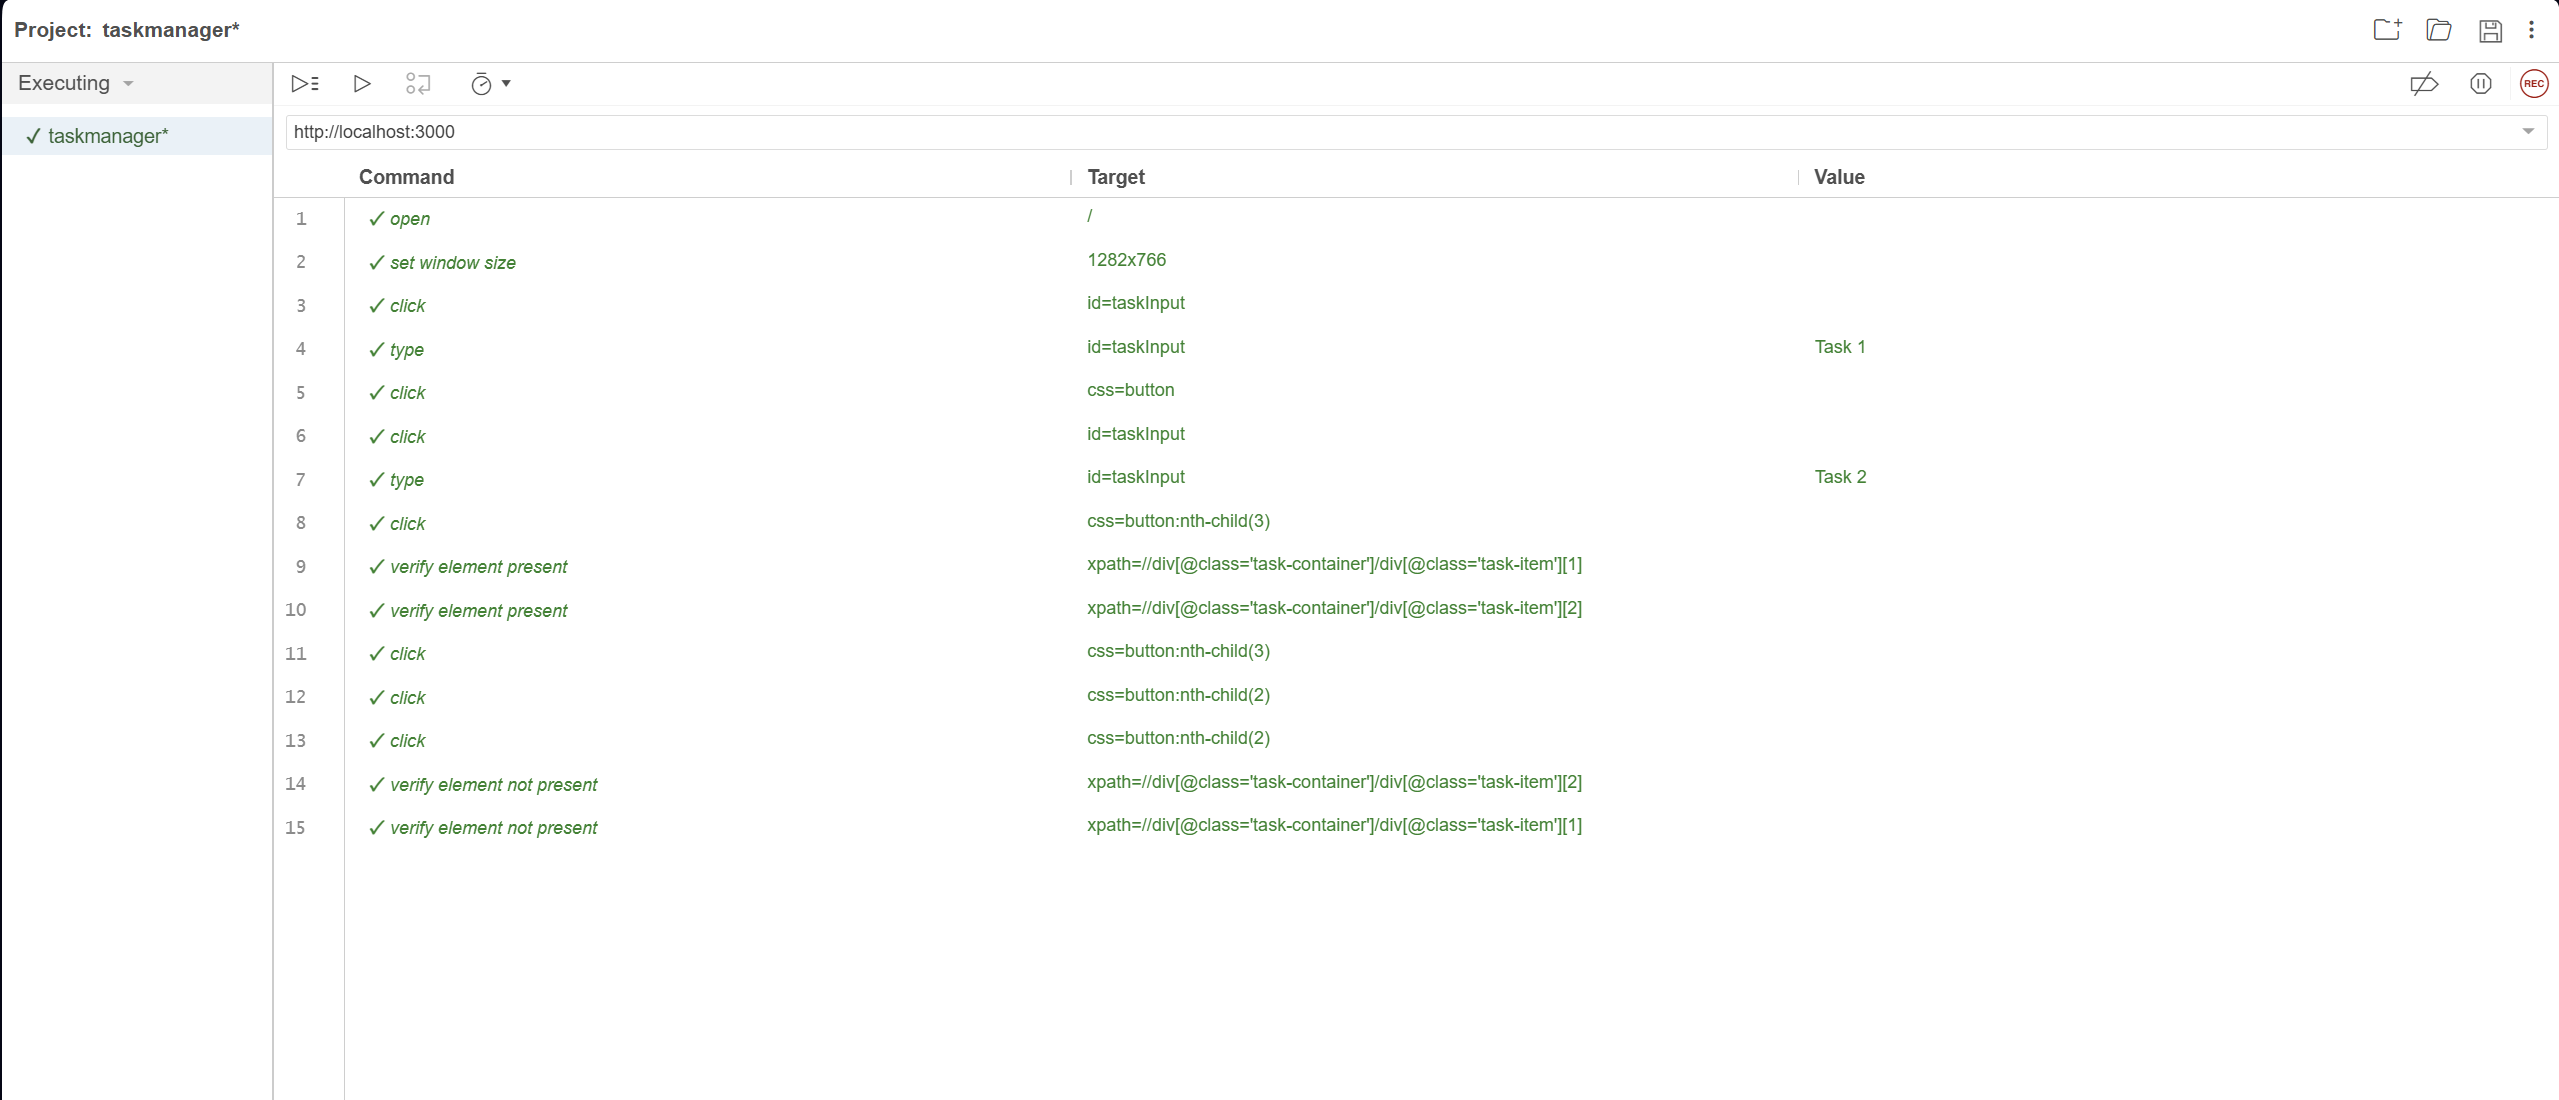 Project: taskmanager*
Executing
✓ taskmanager*
REC
http://localhost:3000
Command Target Value
1 ✓ open /
2 ✓ set window size 1282x766
3 ✓ click id=taskInput
4 ✓ type id=taskInput Task 1
5 ✓ click css=button
6 ✓ click id=taskInput
7 ✓ type id=taskInput Task 2
8 ✓ click css=button:nth-child(3)
9 ✓ verify element present xpath=//div[@class='task-container']/div[@class='task-item'][1]
10 ✓ verify element present xpath=//div[@class='task-container']/div[@class='task-item'][2]
11 ✓ click css=button:nth-child(3)
12 ✓ click css=button:nth-child(2)
13 ✓ click css=button:nth-child(2)
14 ✓ verify element not present xpath=//div[@class='task-container']/div[@class='task-item'][2]
15 ✓ verify element not present xpath=//div[@class='task-container']/div[@class='task-item'][1]